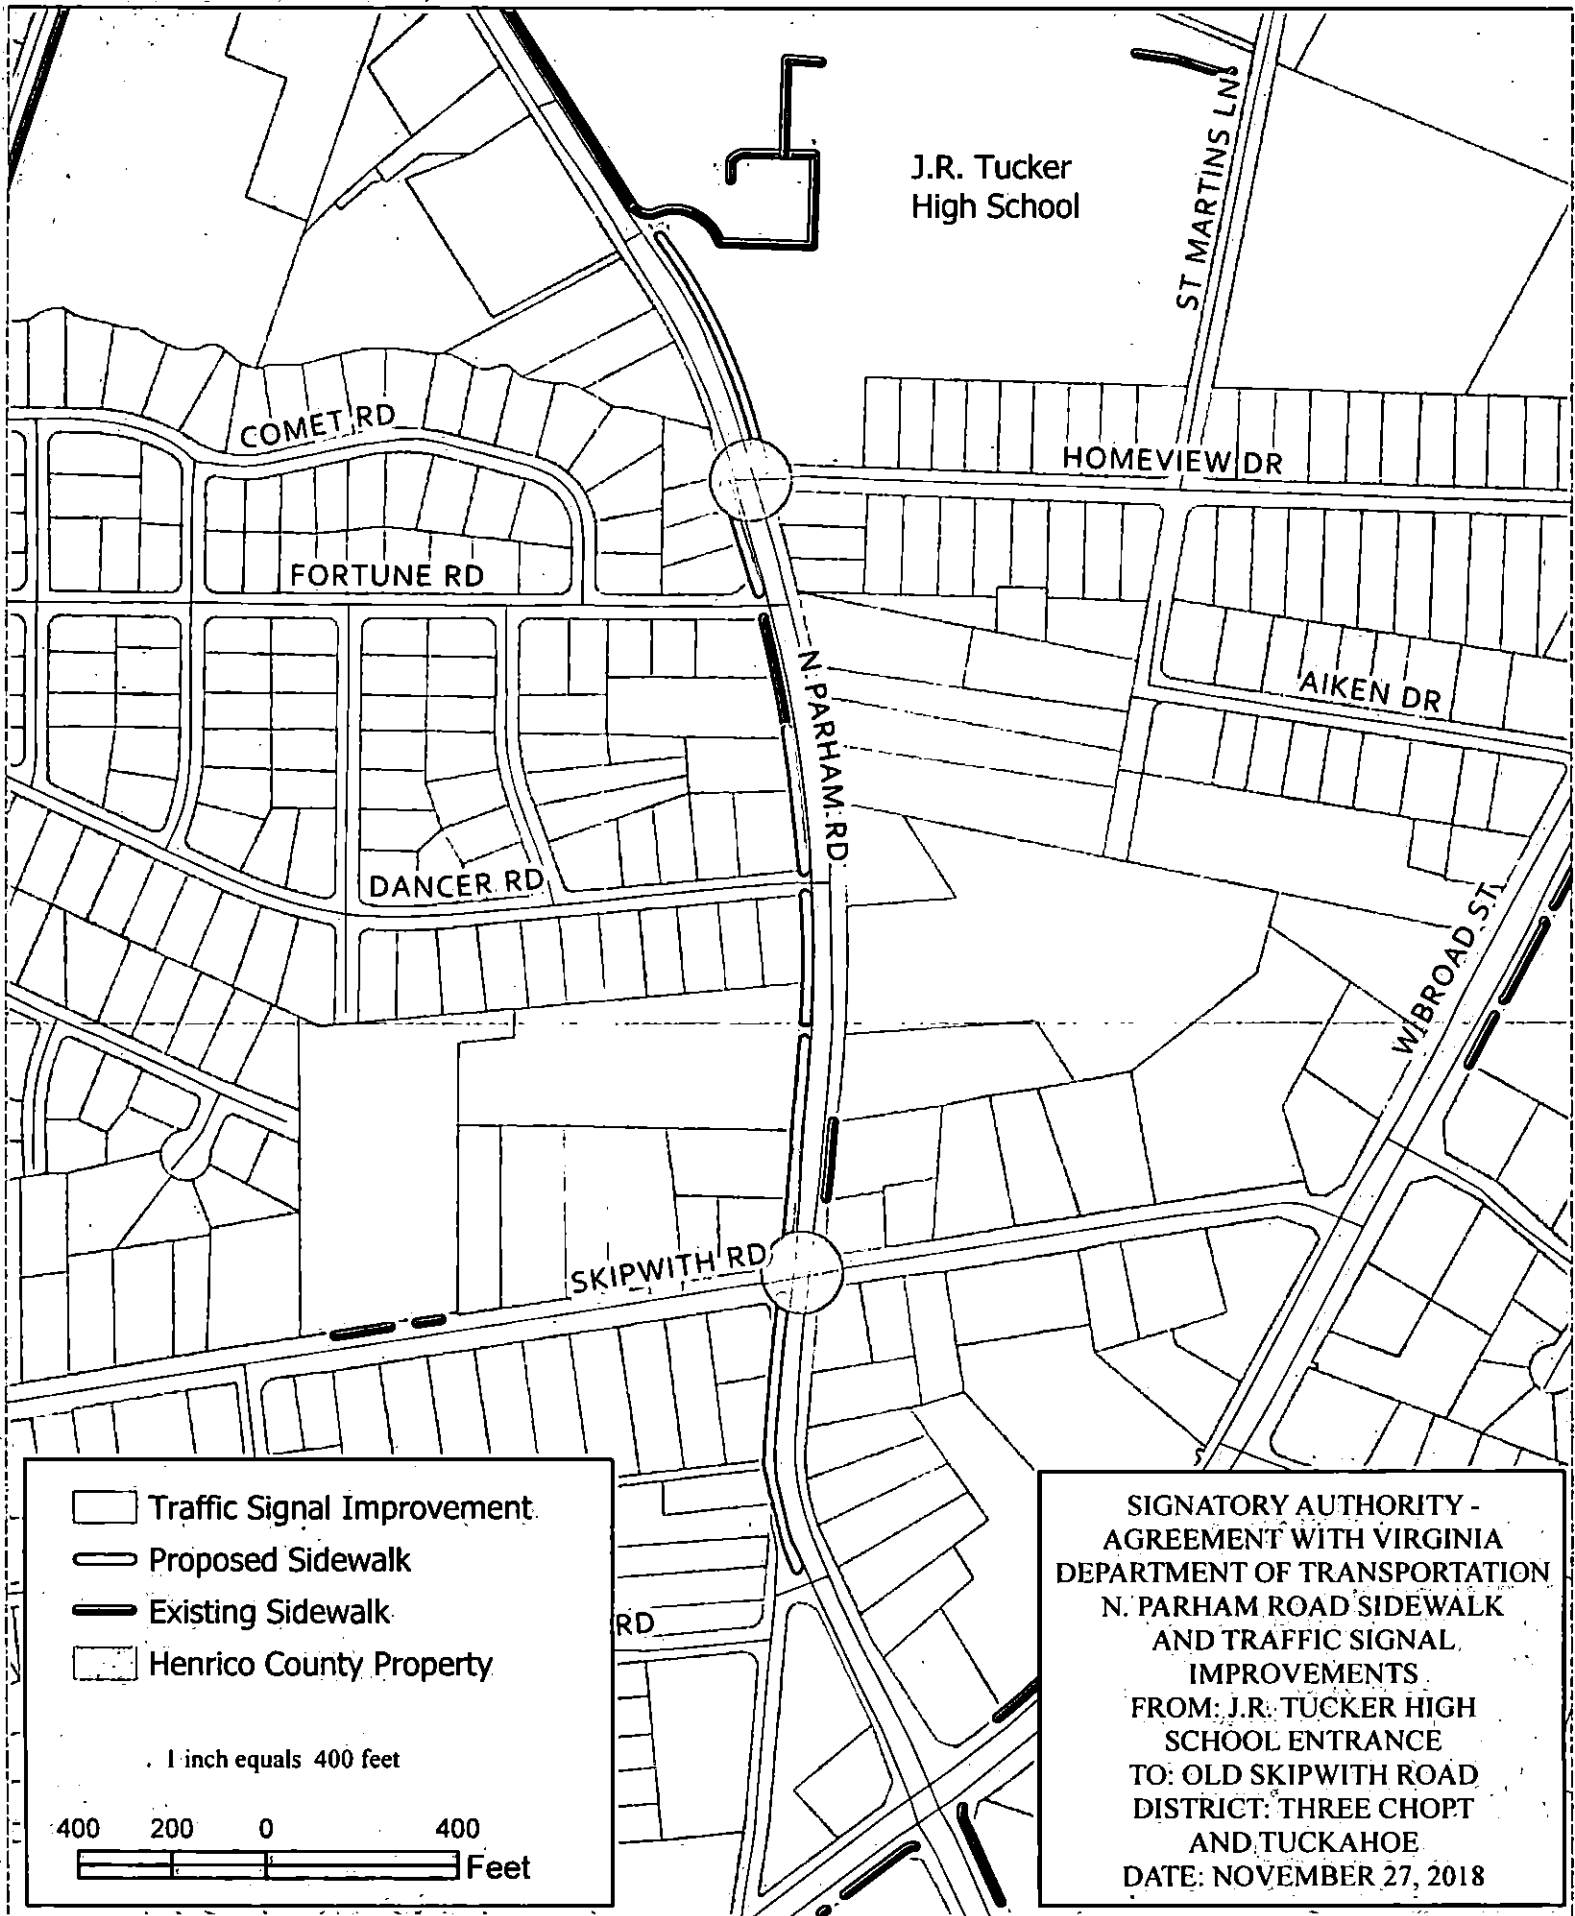 J.R. Tucker
High School
ST MARTINS LN
COMET RD
HOMEVIEW DR
FORTUNE RD
N. PARHAM RD
AIKEN DR
DANCER RD
W BROAD ST
SKIPWITH RD
RD
Traffic Signal Improvement
Proposed Sidewalk
Existing Sidewalk
Henrico County Property
1 inch equals 400 feet
400 200 0 400
Feet
SIGNATORY AUTHORITY -
AGREEMENT WITH VIRGINIA
DEPARTMENT OF TRANSPORTATION
N. PARHAM ROAD SIDEWALK
AND TRAFFIC SIGNAL
IMPROVEMENTS
FROM: J.R. TUCKER HIGH
SCHOOL ENTRANCE
TO: OLD SKIPWITH ROAD
DISTRICT: THREE CHOPT
AND TUCKAHOE
DATE: NOVEMBER 27, 2018